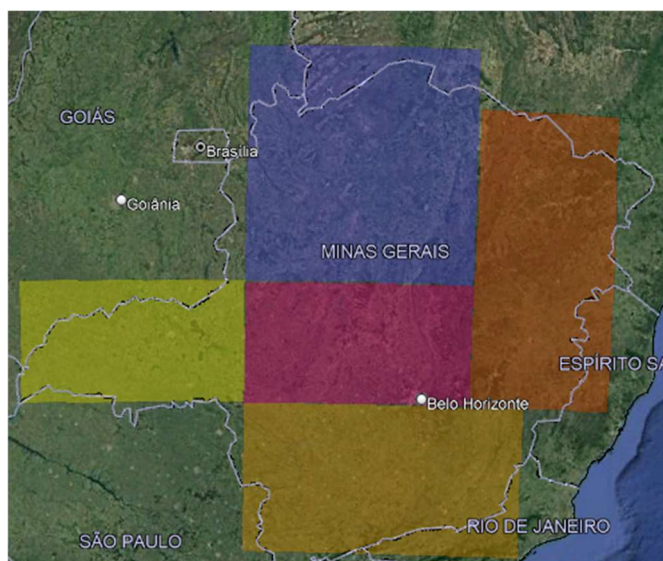 GOIÁS
Brasília
Goiânia
MINAS GERAIS
ESPÍRITO SA
Belo Horizonte
RIO DE JANEIRO
SÃO PAULO